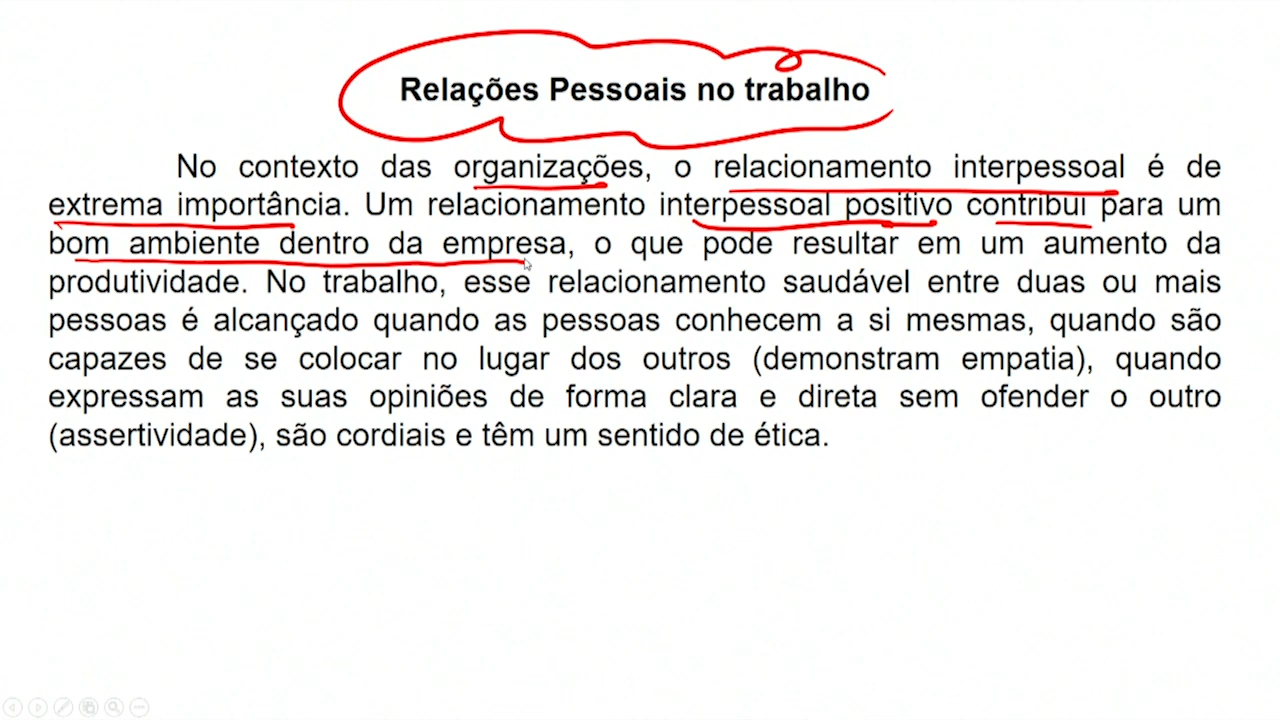 Relações Pessoais no trabalho
No contexto das organizações, o relacionamento interpessoal é de
extrema importância. Um relacionamento interpessoal positivo contribui para um
bom ambiente dentro da empresa, o que pode resultar em um aumento da
produtividade. No trabalho, esse relacionamento saudável entre duas ou mais
pessoas é alcançado quando as pessoas conhecem a si mesmas, quando são
capazes de se colocar no lugar dos outros (demonstram empatia), quando
expressam as suas opiniões de forma clara e direta sem ofender o outro
(assertividade), são cordiais e têm um sentido de ética.